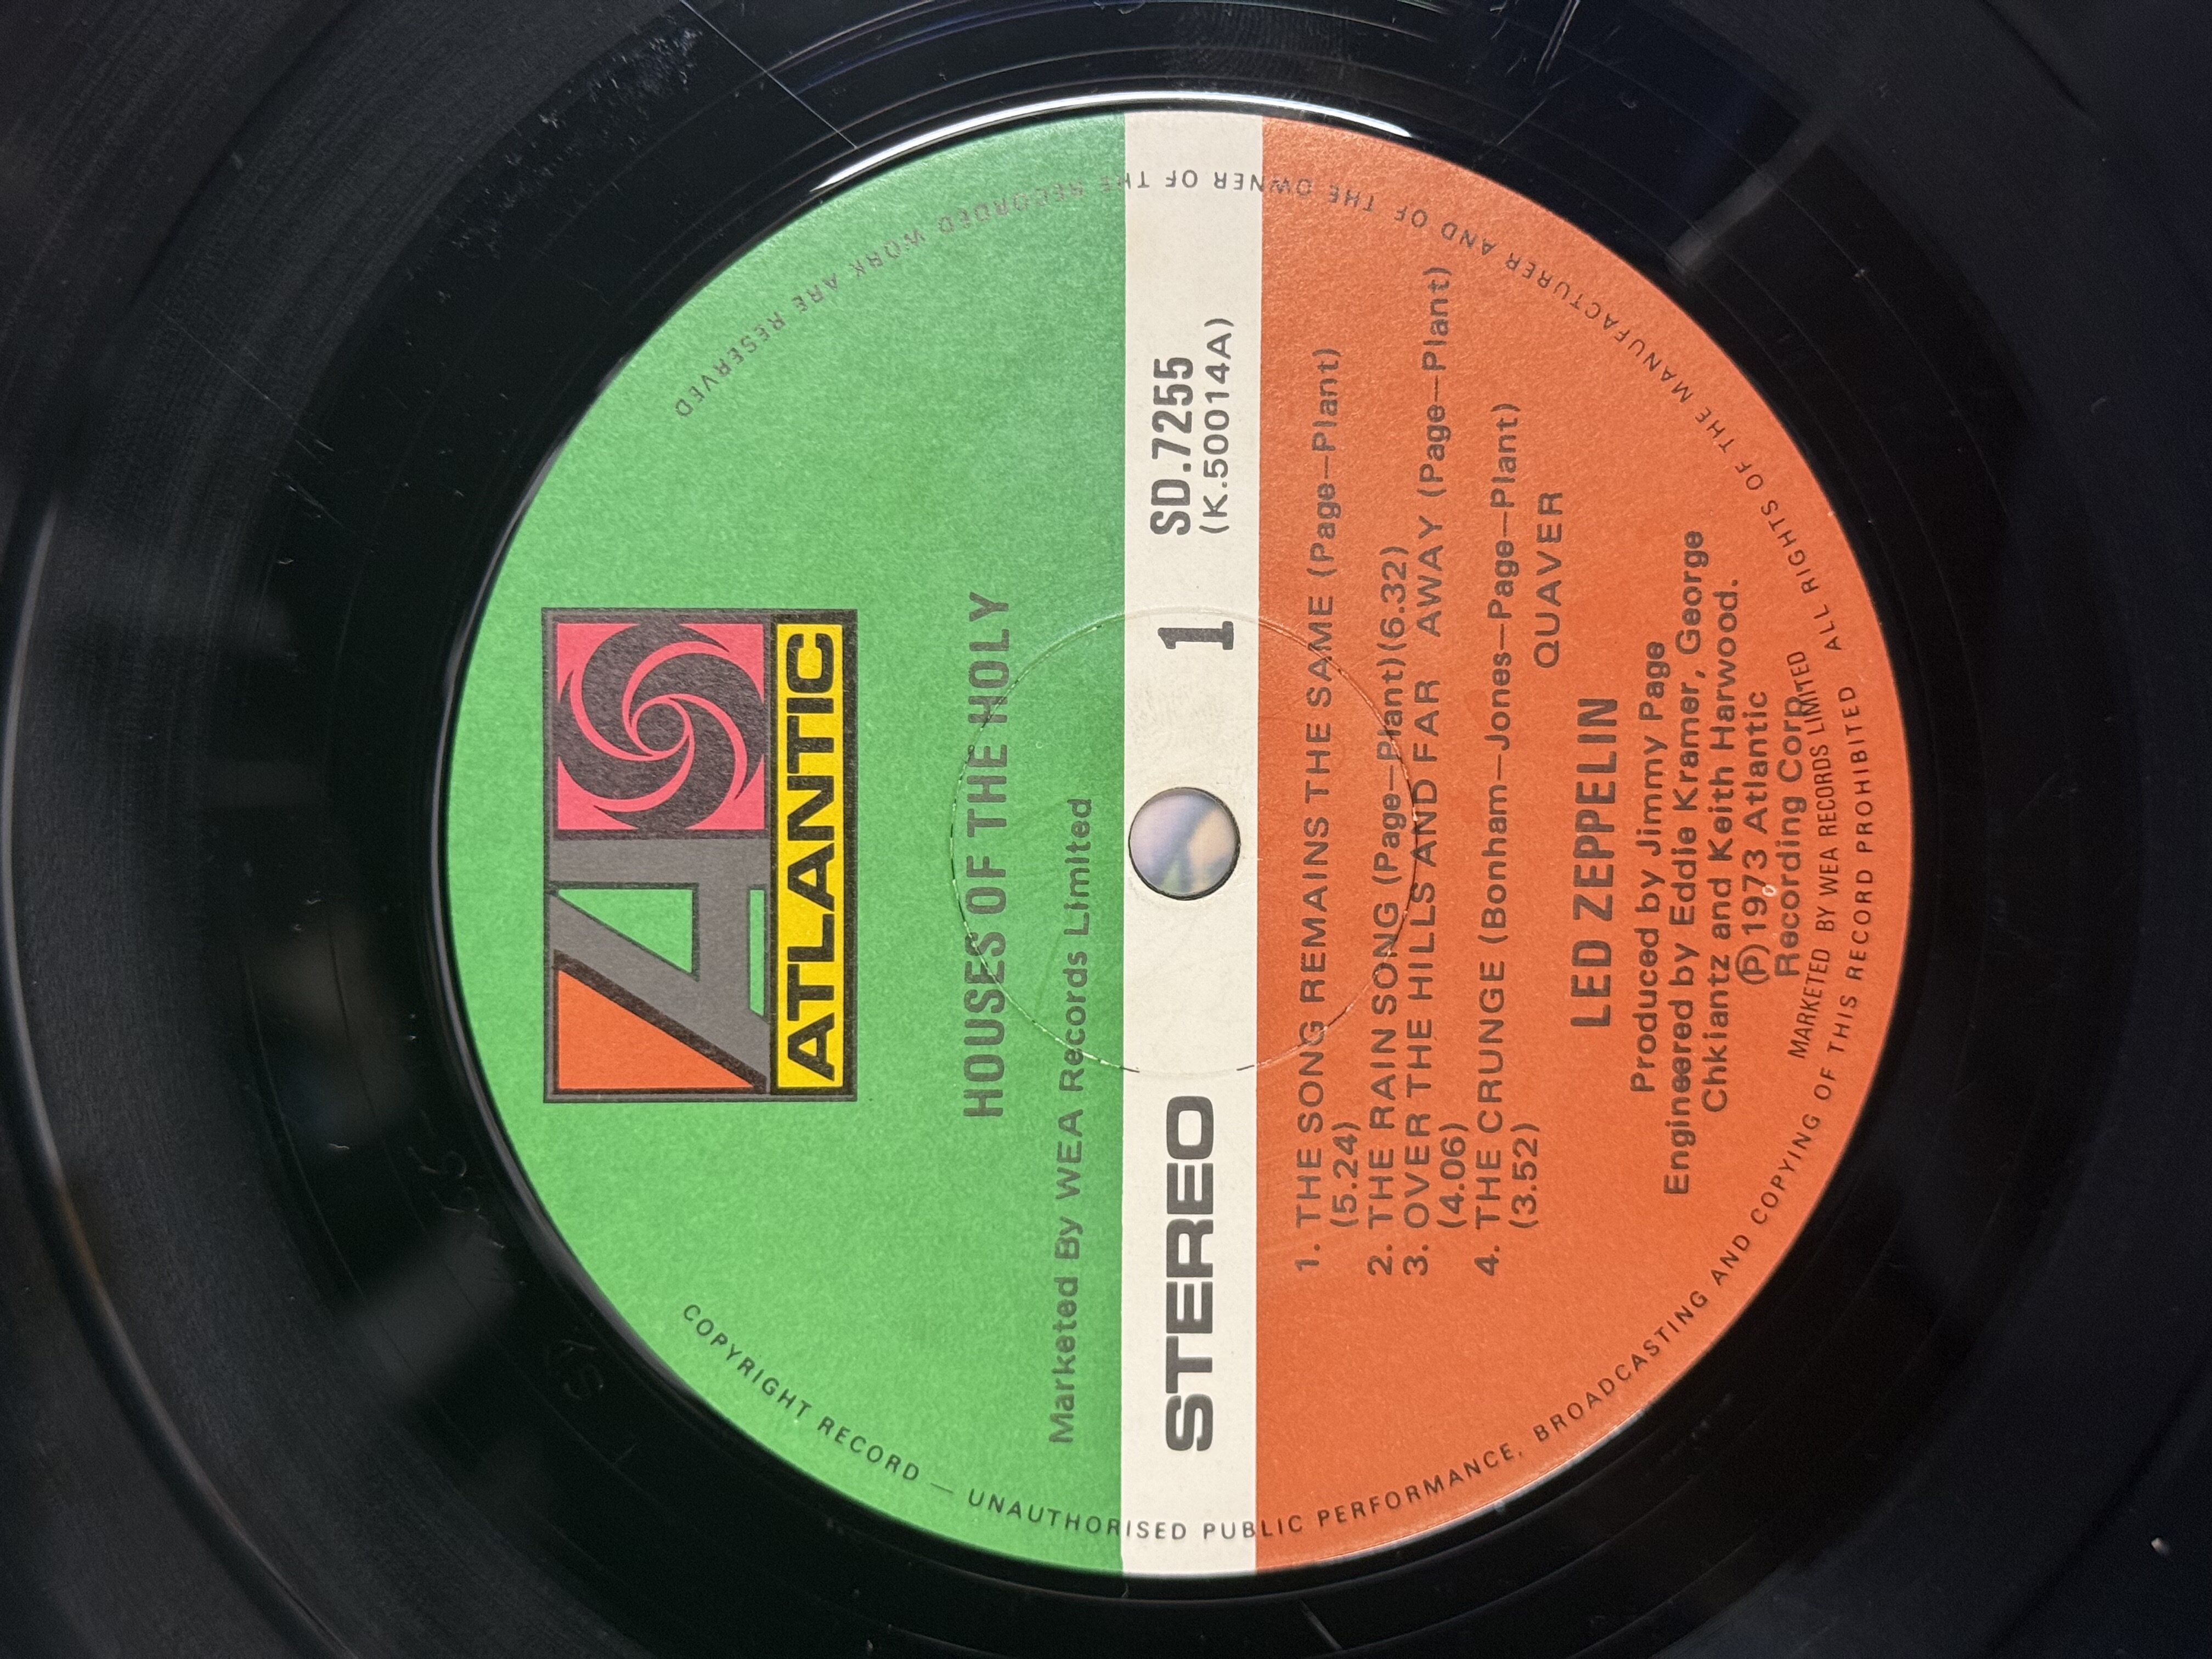 ATLANTIC
HOUSES OF THE HOLY
Marketed By WEA Records Limited
STEREO 1 SD.7255
(K.50014A)
1. THE SONG REMAINS THE SAME (Page—Plant)
(5.24)
2. THE RAIN SONG (Page—Plant)(6.32)
3. OVER THE HILLS AND FAR AWAY (Page—Plant)
(4.06)
4. THE CRUNGE (Bonham—Jones—Page—Plant)
(3.52) QUAVER
LED ZEPPELIN
Produced by Jimmy Page
Engineered by Eddie Kramer, George
Chkiantz and Keith Harwood.
(P)1973 Atlantic
Recording Corp.
MARKETED BY WEA RECORDS LIMITED
COPYRIGHT RECORD — UNAUTHORISED PUBLIC PERFORMANCE, BROADCASTING AND COPYING OF THIS RECORD PROHIBITED ALL RIGHTS OF THE MANUFACTURER AND OF THE OWNER OF THE RECORDED WORK ARE RESERVED